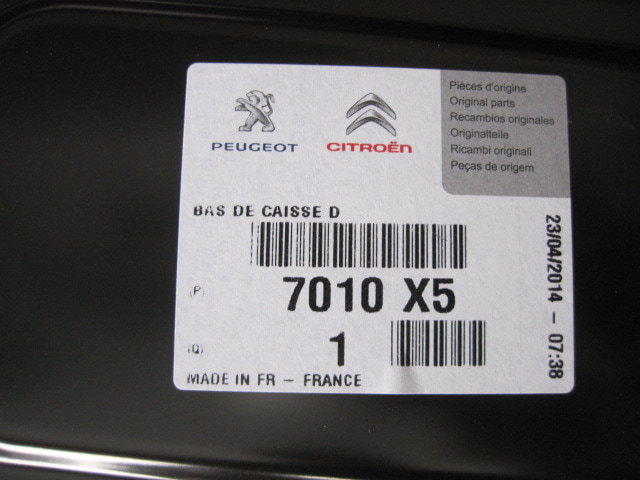 PEUGEOT
CITROËN
Pièces d'origine
Original parts
Recambios originales
Originalteile
Ricambi originali
Peças de origem
BAS DE CAISSE D
(P) 7010 X5
(Q) 1
MADE IN FR – FRANCE
23/04/2014 – 07:38